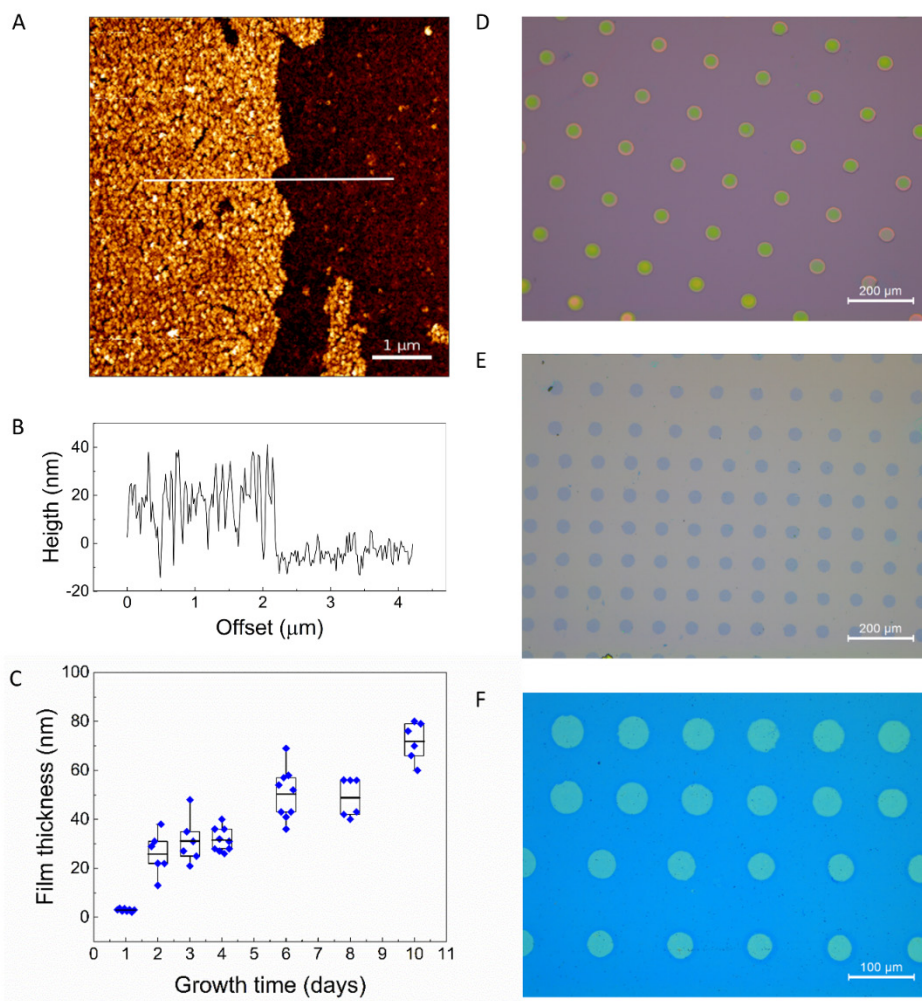 A
1 μm
B
Heigth (nm)
40
20
0
-20
0 1 2 3 4
Offset (μm)
C
Film thickness (nm)
100
80
60
40
20
0
0 1 2 3 4 5 6 7 8 9 10 11
Growth time (days)
D
200 μm
E
200 μm
F
100 μm